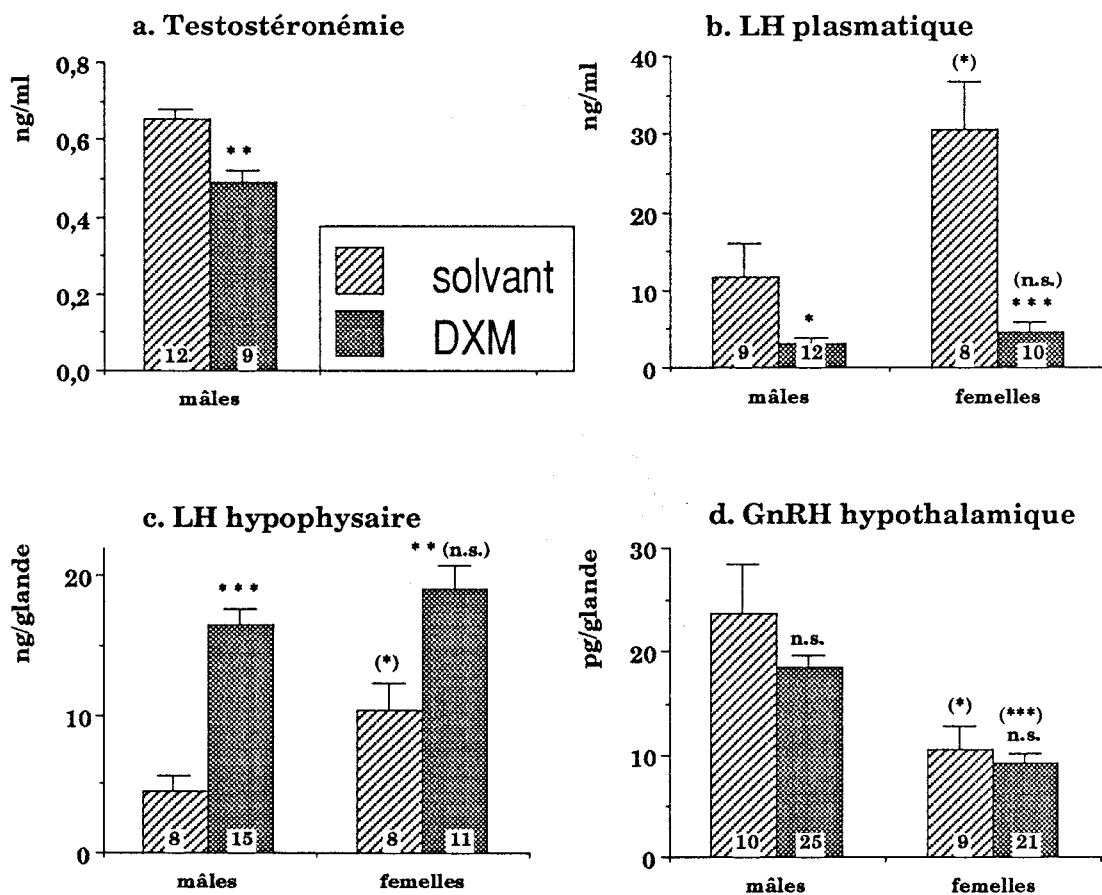 a. Testostéronémie
ng/ml
0,8
0,6
0,4
0,2
0,0
**
12
9
mâles
solvant
DXM
b. LH plasmatique
ng/ml
40
30
20
10
0
*
(*)
(n.s.)
***
9
12
8
10
mâles
femelles
c. LH hypophysaire
ng/glande
20
10
0
***
(*)
** (n.s.)
8
15
8
11
mâles
femelles
d. GnRH hypothalamique
pg/glande
30
20
10
0
n.s.
(*)
(***)
n.s.
10
25
9
21
mâles
femelles